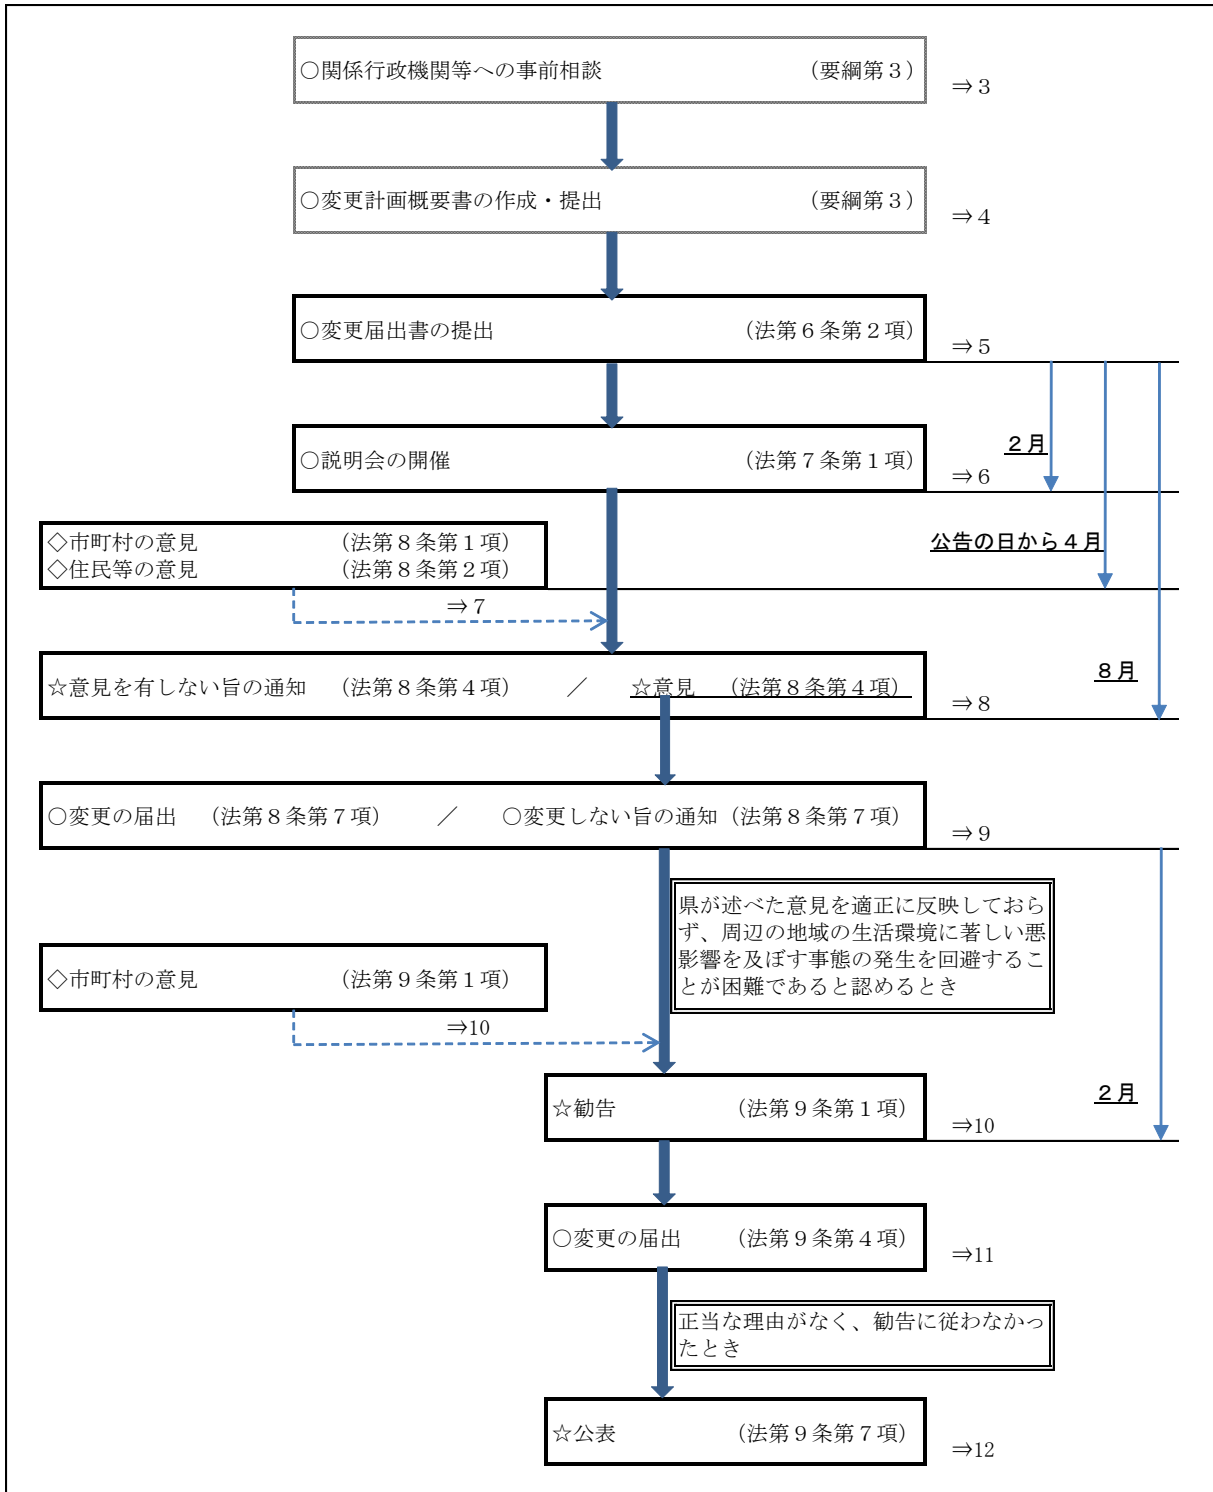 ○関係行政機関等への事前相談 （要綱第３）
⇒３
○変更計画概要書の作成・提出 （要綱第３）
⇒４
○変更届出書の提出 （法第６条第２項）
⇒５
○説明会の開催 （法第７条第１項）
２月
⇒６
◇市町村の意見 （法第８条第１項）
◇住民等の意見 （法第８条第２項）
公告の日から４月
⇒７
☆意見を有しない旨の通知 （法第８条第４項） ／ ☆意見 （法第８条第４項）
８月
⇒８
○変更の届出 （法第８条第７項） ／ ○変更しない旨の通知（法第８条第７項）
⇒９
県が述べた意見を適正に反映しておら
ず、周辺の地域の生活環境に著しい悪
影響を及ぼす事態の発生を回避するこ
とが困難であると認めるとき
◇市町村の意見 （法第９条第１項）
⇒10
☆勧告 （法第９条第１項）
２月
⇒10
○変更の届出 （法第９条第４項）
⇒11
正当な理由がなく、勧告に従わなかっ
たとき
☆公表 （法第９条第７項）
⇒12